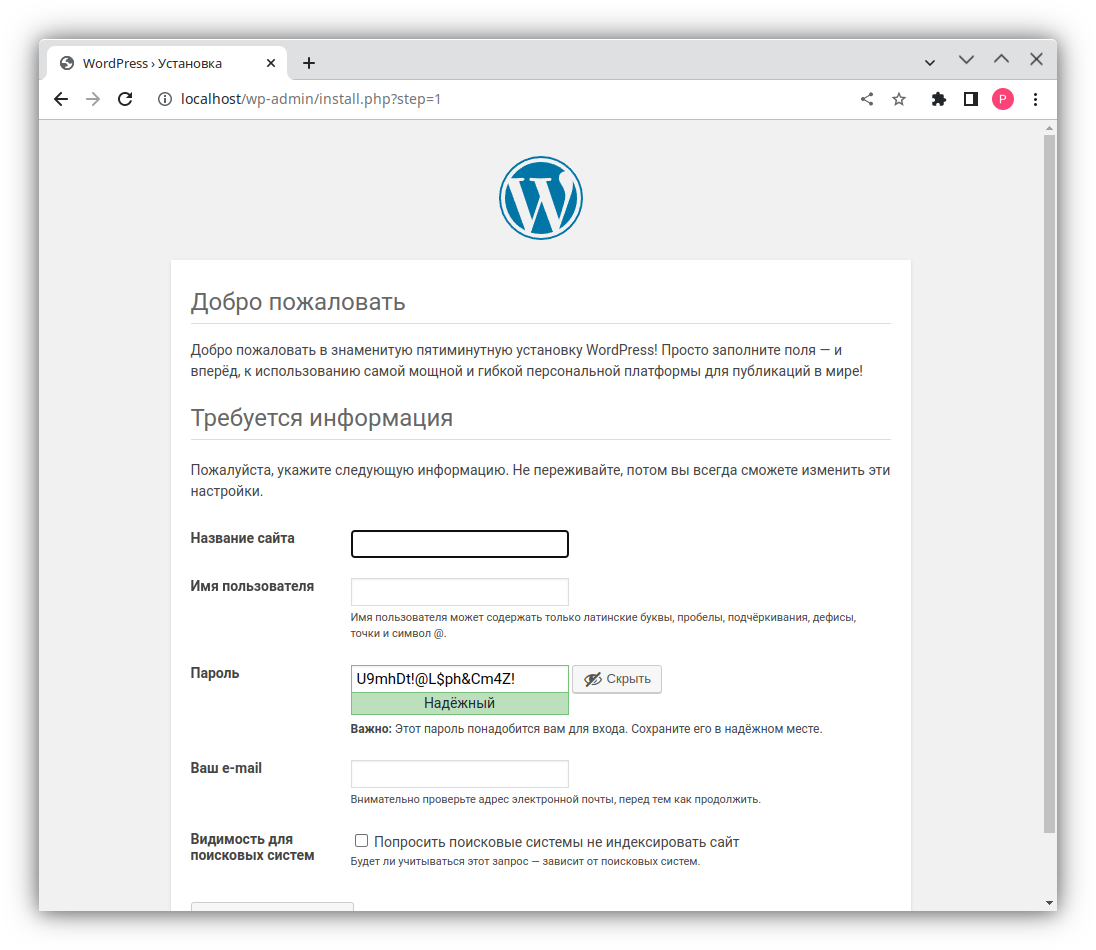 WordPress › Установка
localhost/wp-admin/install.php?step=1
P
Добро пожаловать
Добро пожаловать в знаменитую пятиминутную установку WordPress! Просто заполните поля — и
вперёд, к использованию самой мощной и гибкой персональной платформы для публикаций в мире!
Требуется информация
Пожалуйста, укажите следующую информацию. Не переживайте, потом вы всегда сможете изменить эти
настройки.
Название сайта
Имя пользователя
Имя пользователя может содержать только латинские буквы, пробелы, подчёркивания, дефисы,
точки и символ @.
Пароль
U9mhDt!@L$ph&Cm4Z!
Скрыть
Надёжный
Важно: Этот пароль понадобится вам для входа. Сохраните его в надёжном месте.
Ваш e-mail
Внимательно проверьте адрес электронной почты, перед тем как продолжить.
Видимость для
поисковых систем
Попросить поисковые системы не индексировать сайт
Будет ли учитываться этот запрос — зависит от поисковых систем.